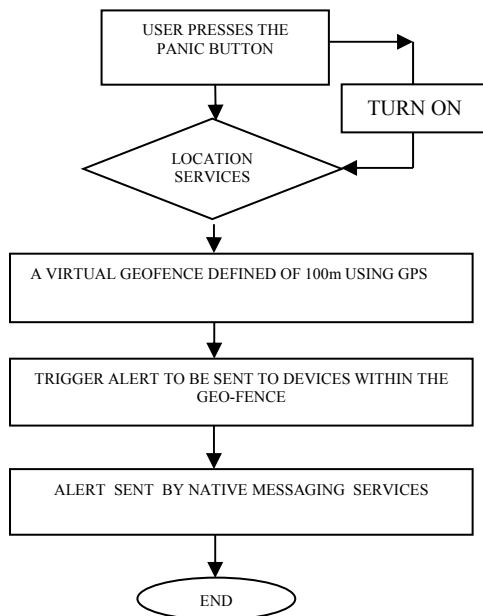 USER PRESSES THE
PANIC BUTTON
TURN ON
LOCATION
SERVICES
A VIRTUAL GEOFENCE DEFINED OF 100m USING GPS
TRIGGER ALERT TO BE SENT TO DEVICES WITHIN THE
GEO-FENCE
ALERT SENT BY NATIVE MESSAGING SERVICES
END